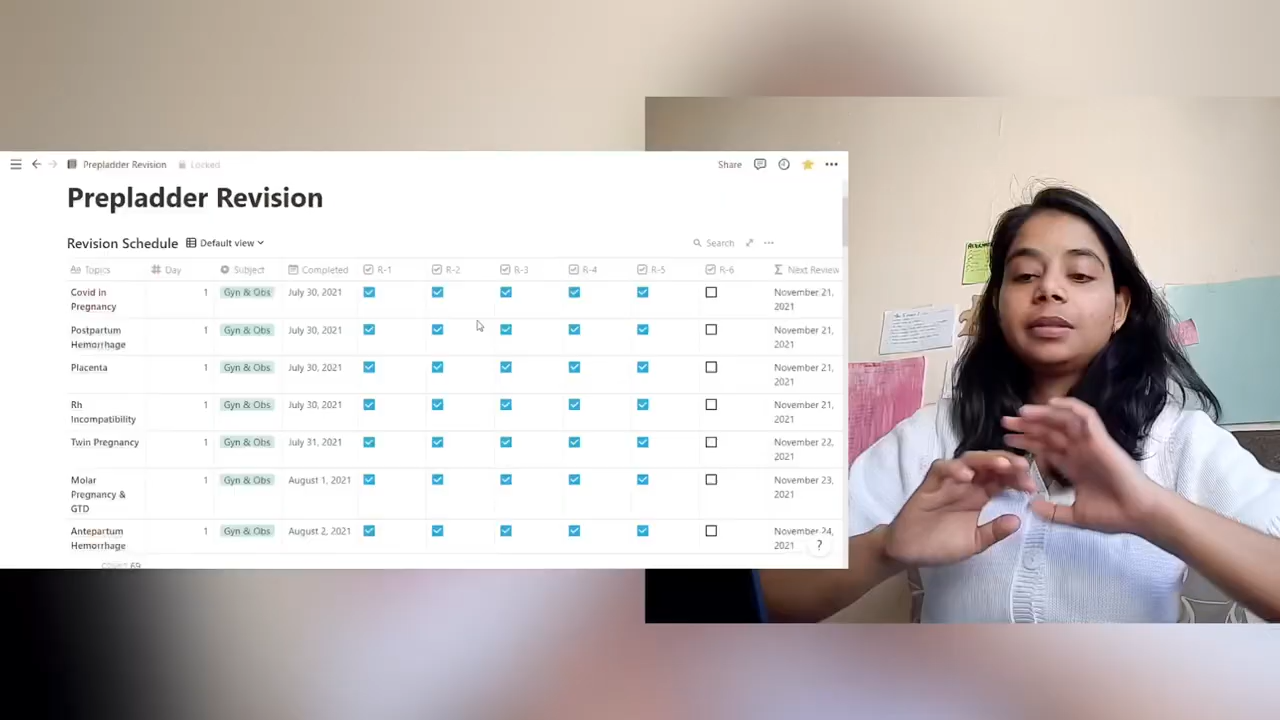 Prepladder Revision Locked Share
Prepladder Revision
Revision Schedule Default view Search
Aa Topics # Day Subject Completed R-1 R-2 R-3 R-4 R-5 R-6 Σ Next Review
Covid in 1 Gyn & Obs July 30, 2021 November 21,
Pregnancy 2021
Postpartum 1 Gyn & Obs July 30, 2021 November 21,
Hemorrhage 2021
Placenta 1 Gyn & Obs July 30, 2021 November 21,
2021
Rh 1 Gyn & Obs July 30, 2021 November 21,
Incompatibility 2021
Twin Pregnancy 1 Gyn & Obs July 31, 2021 November 22,
2021
Molar 1 Gyn & Obs August 1, 2021 November 23,
Pregnancy & 2021
GTD
Antepartum 1 Gyn & Obs August 2, 2021 November 24,
Hemorrhage 2021 ?
COUNT 69